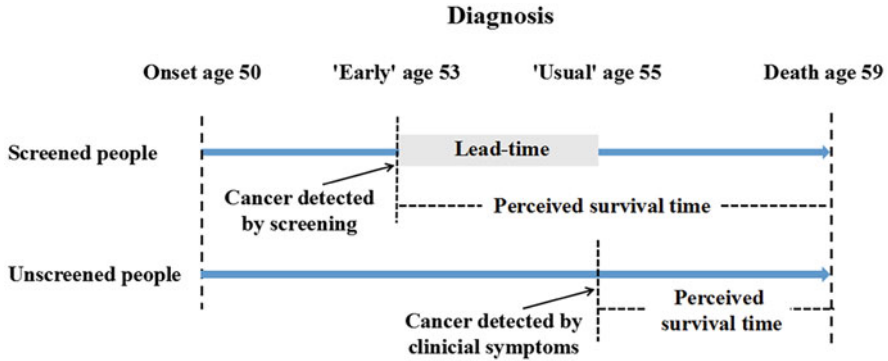 Diagnosis
Onset age 50 'Early' age 53 'Usual' age 55 Death age 59
Screened people
Lead-time
Cancer detected
by screening
Perceived survival time
Unscreened people
Cancer detected by
clinicial symptoms
Perceived
survival time